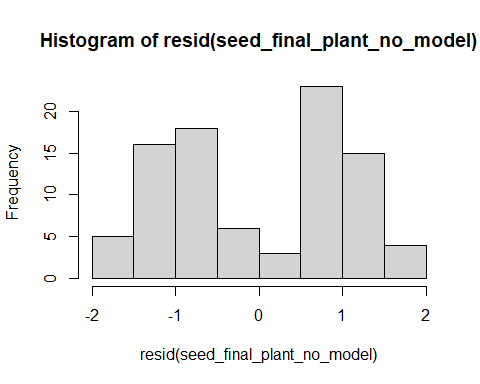 Histogram of resid(seed_final_plant_no_model)
Frequency
20
15
10
5
0
-2 -1 0 1 2
resid(seed_final_plant_no_model)